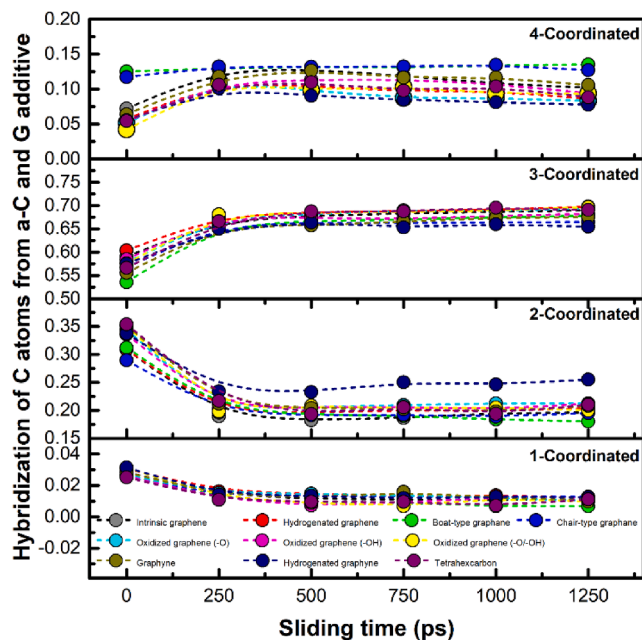 Hybridization of C atoms from a-C and G additive
4-Coordinated
0.20
0.15
0.10
0.05
0.00
3-Coordinated
0.75
0.70
0.65
0.60
0.55
0.50
2-Coordinated
0.35
0.30
0.25
0.20
0.15
1-Coordinated
0.04
0.02
0.00
-0.02
Intrinsic graphene Hydrogenated graphene Boat-type graphane Chair-type graphane
Oxidized graphene (-O) Oxidized graphene (-OH) Oxidized graphene (-O/-OH)
Graphyne Hydrogenated graphyne Tetrahexcarbon
0 250 500 750 1000 1250
Sliding time (ps)